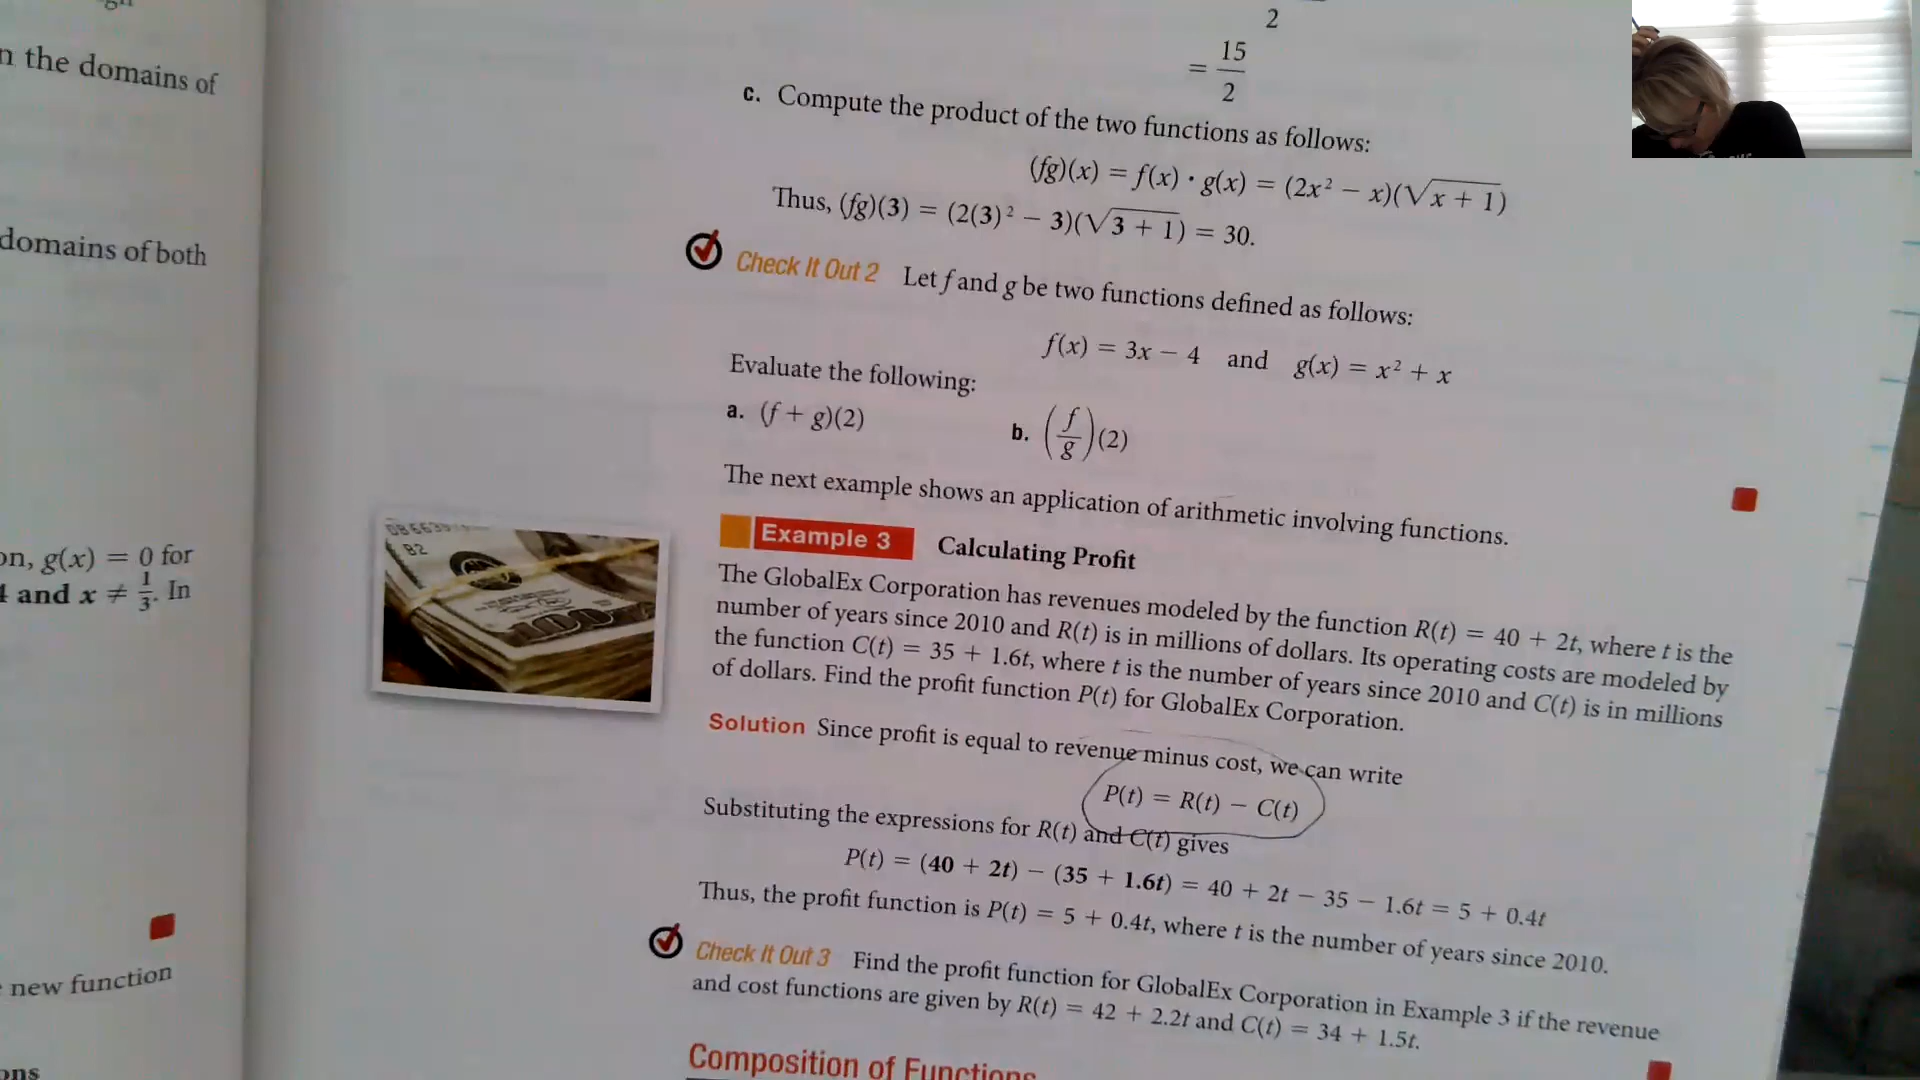 n the domains of
domains of both
on, g(x) = 0 for
and x ≠ 1/3. In
new function
ons
2
= 15/2
c. Compute the product of the two functions as follows:
(fg)(x) = f(x) · g(x) = (2x² − x)(√x + 1)
Thus, (fg)(3) = (2(3)² − 3)(√3 + 1) = 30.
Check It Out 2 Let f and g be two functions defined as follows:
f(x) = 3x − 4 and g(x) = x² + x
Evaluate the following:
a. (f + g)(2) b. (f/g)(2)
The next example shows an application of arithmetic involving functions.
B2
100
Example 3 Calculating Profit
The GlobalEx Corporation has revenues modeled by the function R(t) = 40 + 2t, where t is the
number of years since 2010 and R(t) is in millions of dollars. Its operating costs are modeled by
the function C(t) = 35 + 1.6t, where t is the number of years since 2010 and C(t) is in millions
of dollars. Find the profit function P(t) for GlobalEx Corporation.
Solution Since profit is equal to revenue minus cost, we can write
P(t) = R(t) − C(t)
Substituting the expressions for R(t) and C(t) gives
P(t) = (40 + 2t) − (35 + 1.6t) = 40 + 2t − 35 − 1.6t = 5 + 0.4t
Thus, the profit function is P(t) = 5 + 0.4t, where t is the number of years since 2010.
Check It Out 3 Find the profit function for GlobalEx Corporation in Example 3 if the revenue
and cost functions are given by R(t) = 42 + 2.2t and C(t) = 34 + 1.5t.
Composition of Functions